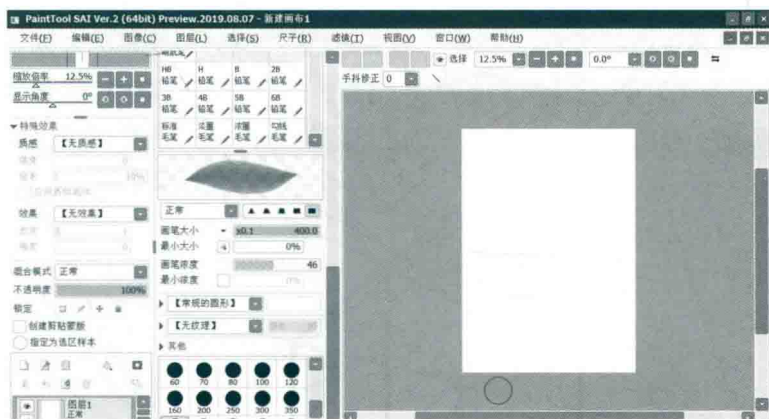 PaintTool SAI Ver.2 (64bit) Preview.2019.08.07 - 新建画布1
文件(F) 编辑(E) 图像(C) 图层(L) 选择(S) 尺子(R) 滤镜(T) 视图(V) 窗口(W) 帮助(H)
选择 12.5% 0.0°
手抖修正 0
缩放倍率 12.5%
显示角度 0°
特殊效果
质感 【无质感】
效果 【无效果】
混合模式 正常
不透明度 100%
锁定
创建剪贴蒙版
指定为选区样本
图层1
正常
HB H B 2B
铅笔 铅笔 铅笔 铅笔
3B 4B 5B 6B
铅笔 铅笔 铅笔 铅笔
毛笔 毛笔 毛笔 毛笔
正常
画笔大小 x0.1 400.0
最小大小 0%
画笔浓度 46
最小浓度
【常规的圆形】
【无纹理】
其他
60 70 80 100 120
160 200 250 300 350